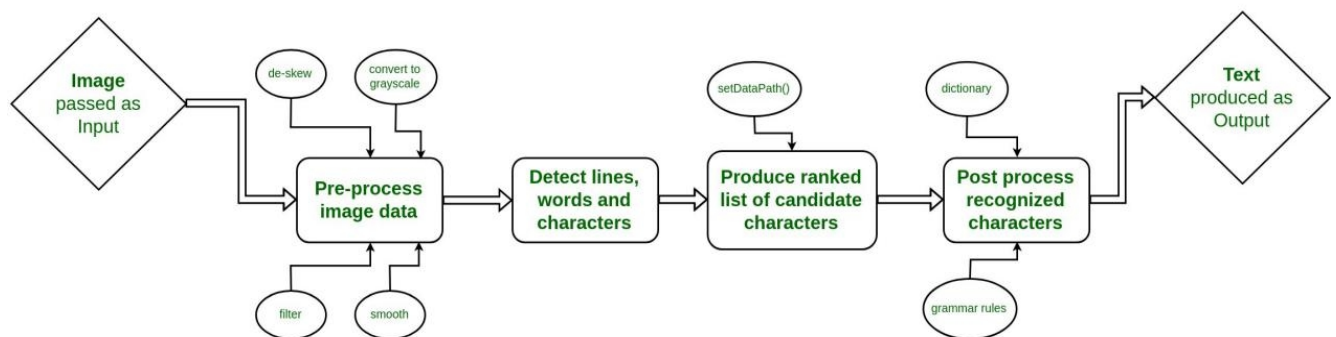 Image
passed as
Input
de-skew
convert to
grayscale
Pre-process
image data
filter
smooth
Detect lines,
words and
characters
setDataPath()
Produce ranked
list of candidate
characters
dictionary
Post process
recognized
characters
grammar rules
Text
produced as
Output